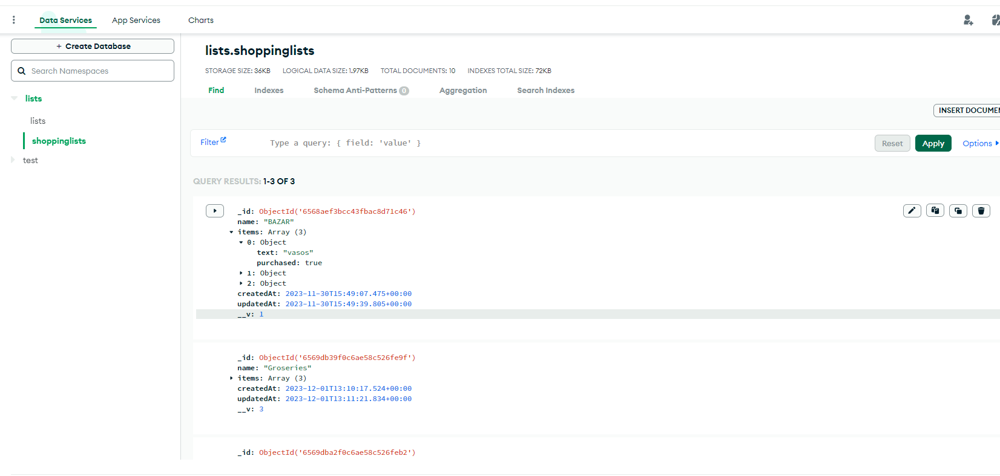 Data Services App Services Charts
+ Create Database
Search Namespaces
lists
lists
shoppinglists
test
lists.shoppinglists
STORAGE SIZE: 36KB LOGICAL DATA SIZE: 1.97KB TOTAL DOCUMENTS: 10 INDEXES TOTAL SIZE: 72KB
Find Indexes Schema Anti-Patterns 0 Aggregation Search Indexes
INSERT DOCUMEN
Filter Type a query: { field: 'value' } Reset Apply Options
QUERY RESULTS: 1-3 OF 3
_id: ObjectId('6568aef3bcc43fbac8d71c46')
name: "BAZAR"
items: Array (3)
0: Object
text: "vasos"
purchased: true
1: Object
2: Object
createdAt: 2023-11-30T15:49:07.475+00:00
updatedAt: 2023-11-30T15:49:39.805+00:00
__v: 1
_id: ObjectId('6569db39f0c6ae58c526fe9f')
name: "Groseries"
items: Array (3)
createdAt: 2023-12-01T13:10:17.524+00:00
updatedAt: 2023-12-01T13:11:21.834+00:00
__v: 3
_id: ObjectId('6569dba2f0c6ae58c526feb2')